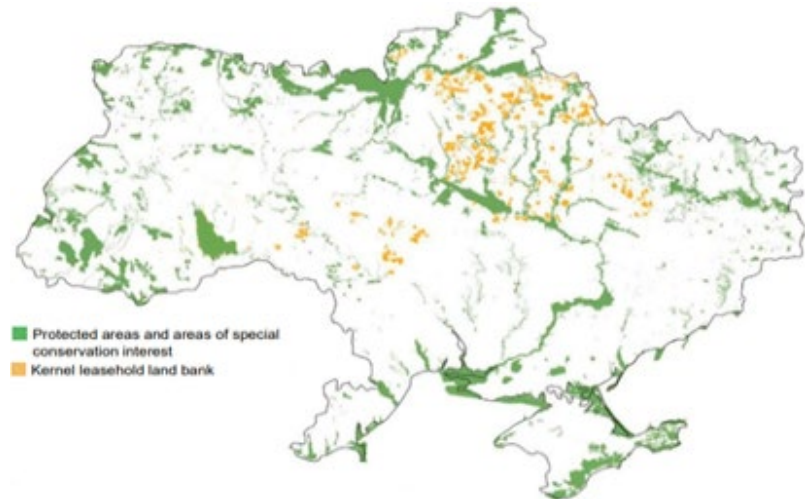 Protected areas and areas of special
conservation interest
Kernel leasehold land bank